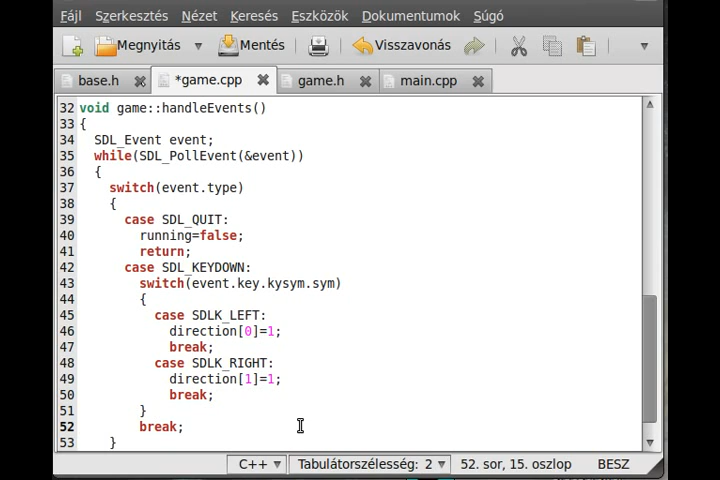 Fájl Szerkesztés Nézet Keresés Eszközök Dokumentumok Súgó
Megnyitás Mentés Visszavonás
base.h *game.cpp game.h main.cpp
32 void game::handleEvents()
33 {
34 SDL_Event event;
35 while(SDL_PollEvent(&event))
36 {
37 switch(event.type)
38 {
39 case SDL_QUIT:
40 running=false;
41 return;
42 case SDL_KEYDOWN:
43 switch(event.key.kysym.sym)
44 {
45 case SDLK_LEFT:
46 direction[0]=1;
47 break;
48 case SDLK_RIGHT:
49 direction[1]=1;
50 break;
51 }
52 break;
53 }
C++ Tabulátorszélesség: 2 52. sor, 15. oszlop BESZ